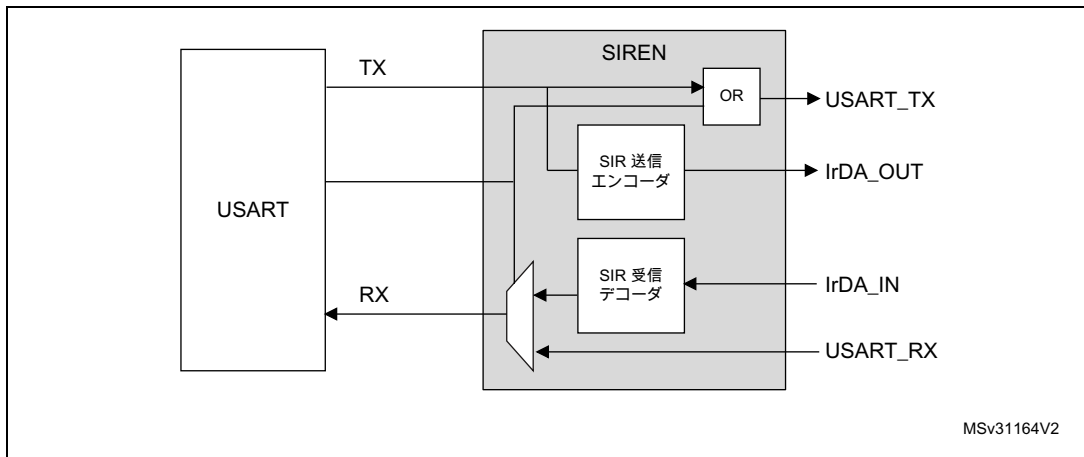 SIREN
TX
OR
USART_TX
SIR 送信
エンコーダ
IrDA_OUT
USART
SIR 受信
デコーダ
IrDA_IN
RX
USART_RX
MSv31164V2